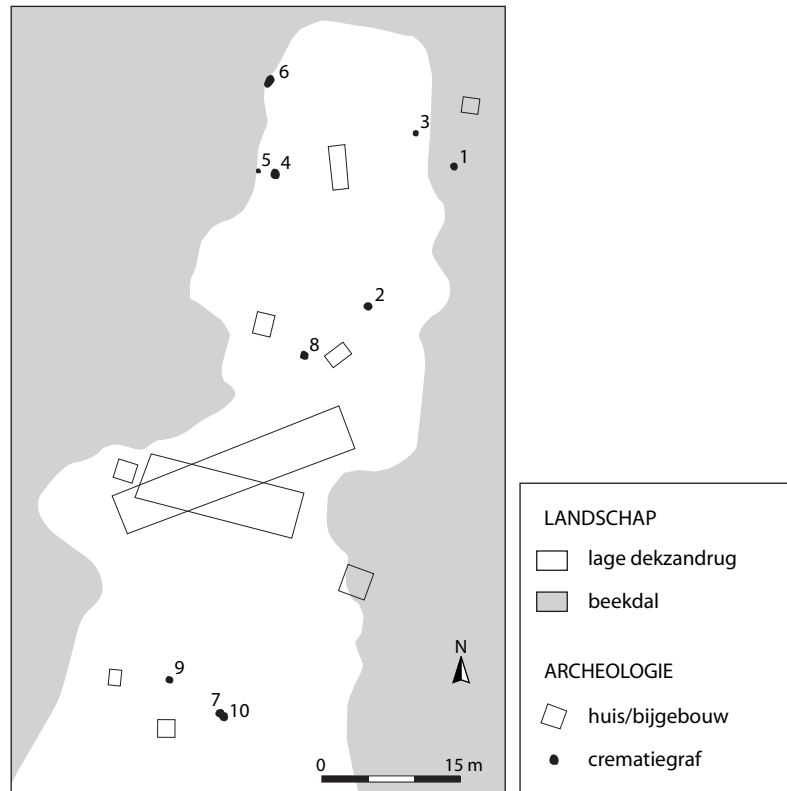 6
3
1
5 4
2
8
9
7
10
N
0 15 m
LANDSCHAP
lage dekzandrug
beekdal
ARCHEOLOGIE
huis/bijgebouw
crematiegraf